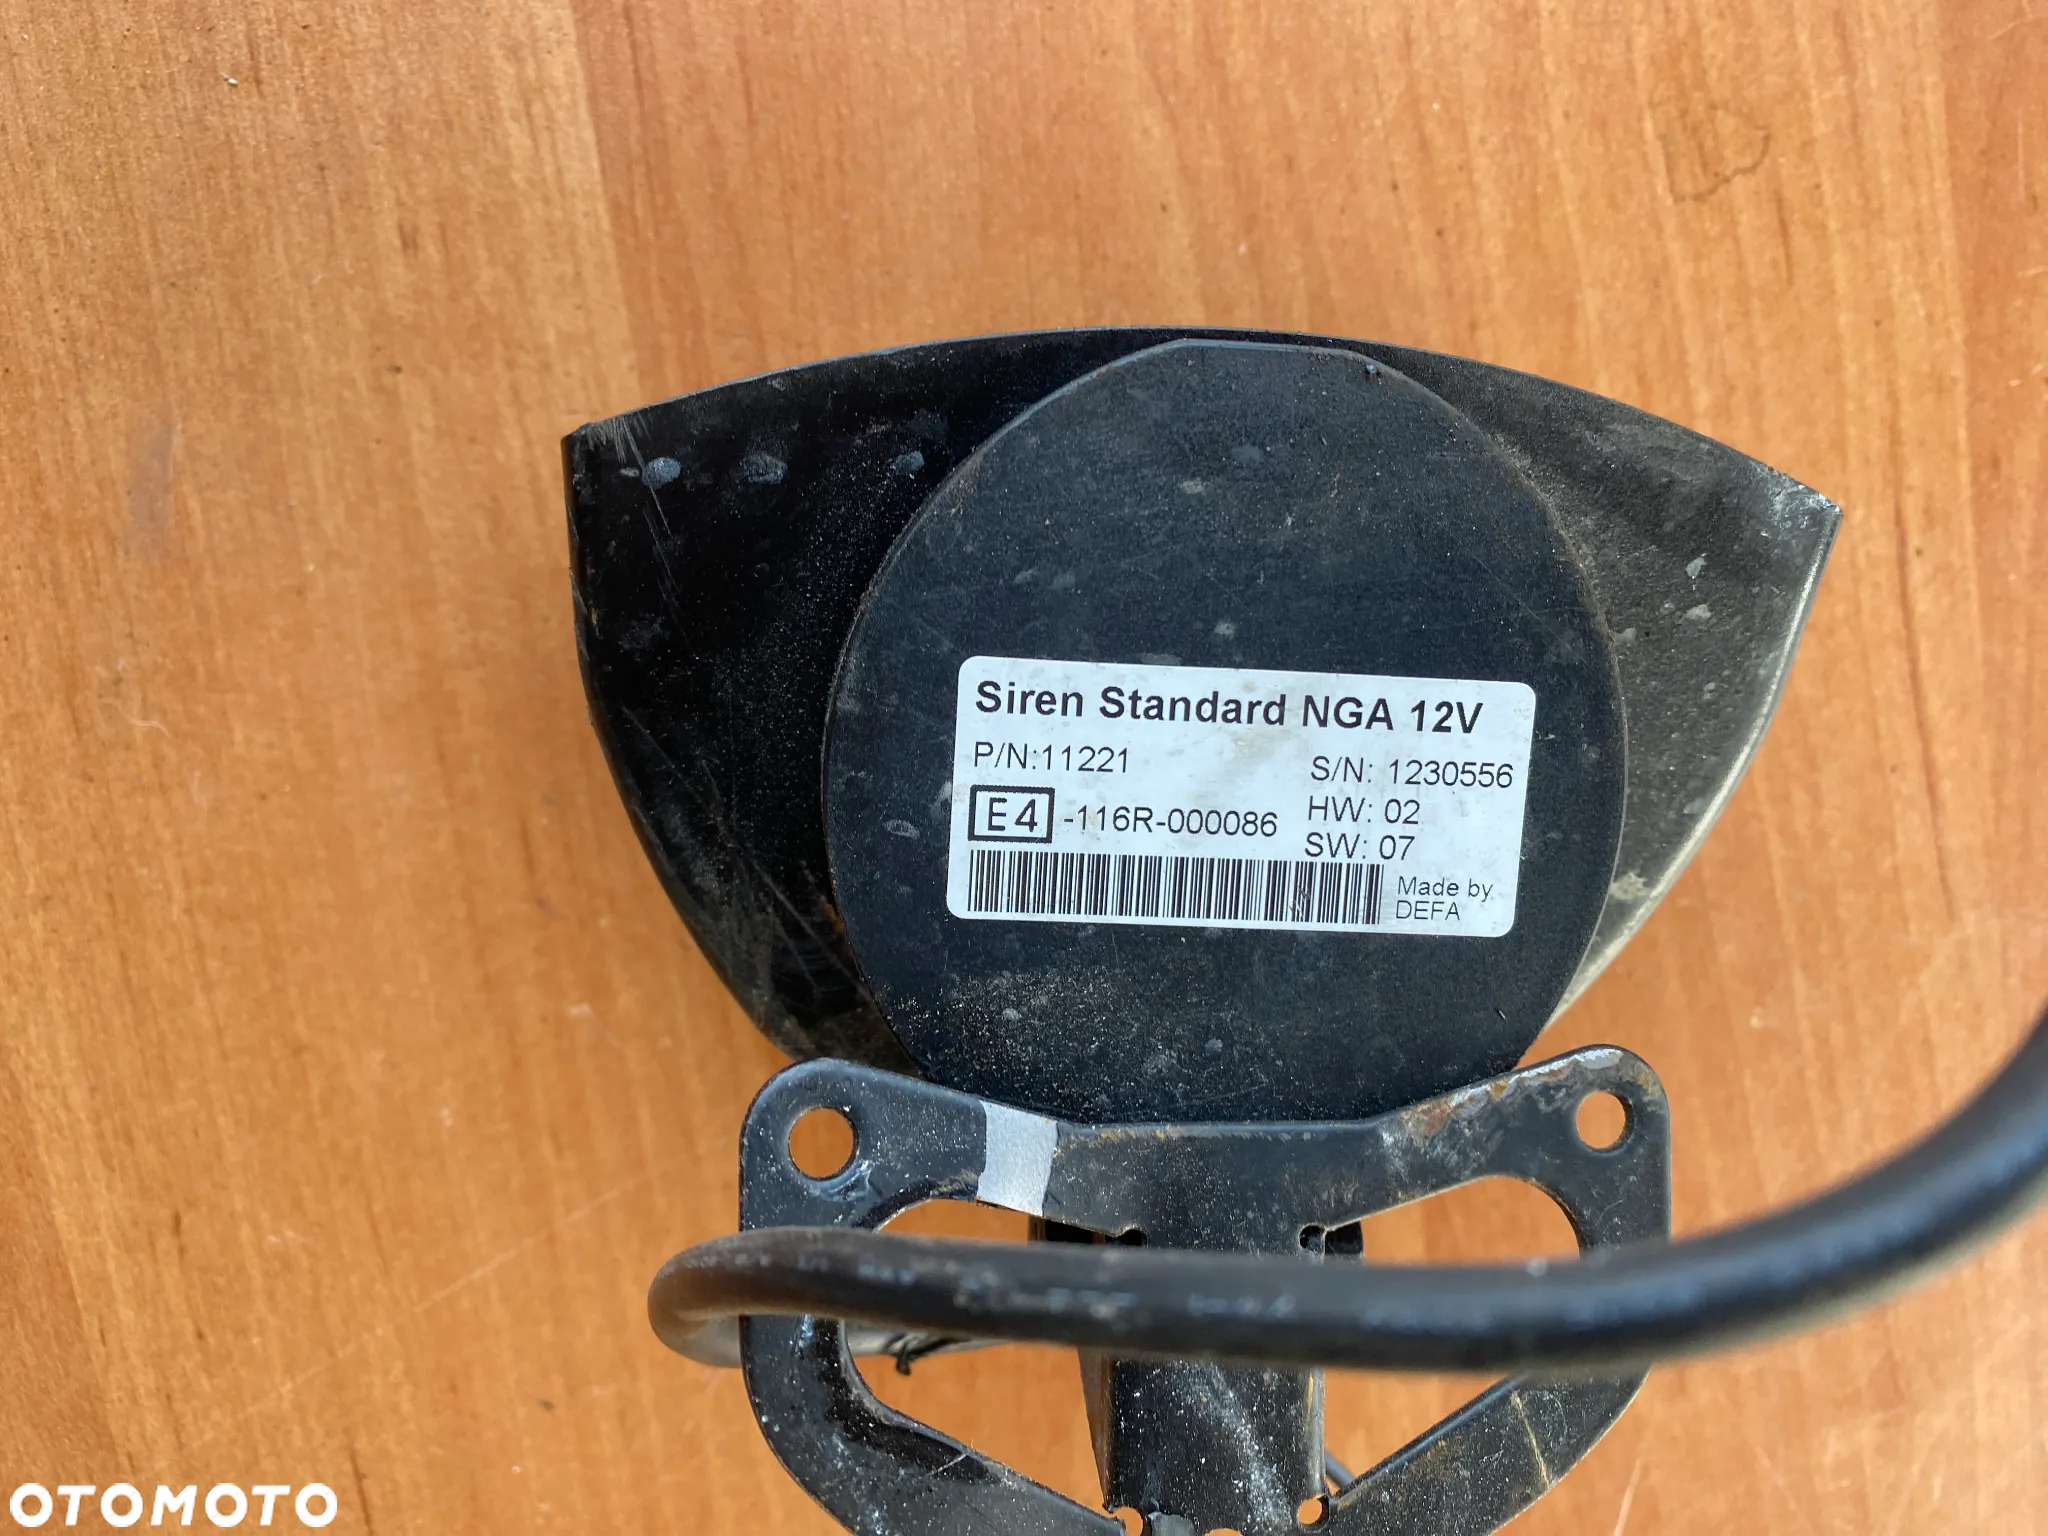 Siren Standard NGA 12V
P/N:11221
S/N: 1230556
E4 -116R-000086
HW: 02
SW: 07
Made by
DEFA
OTOMOTO